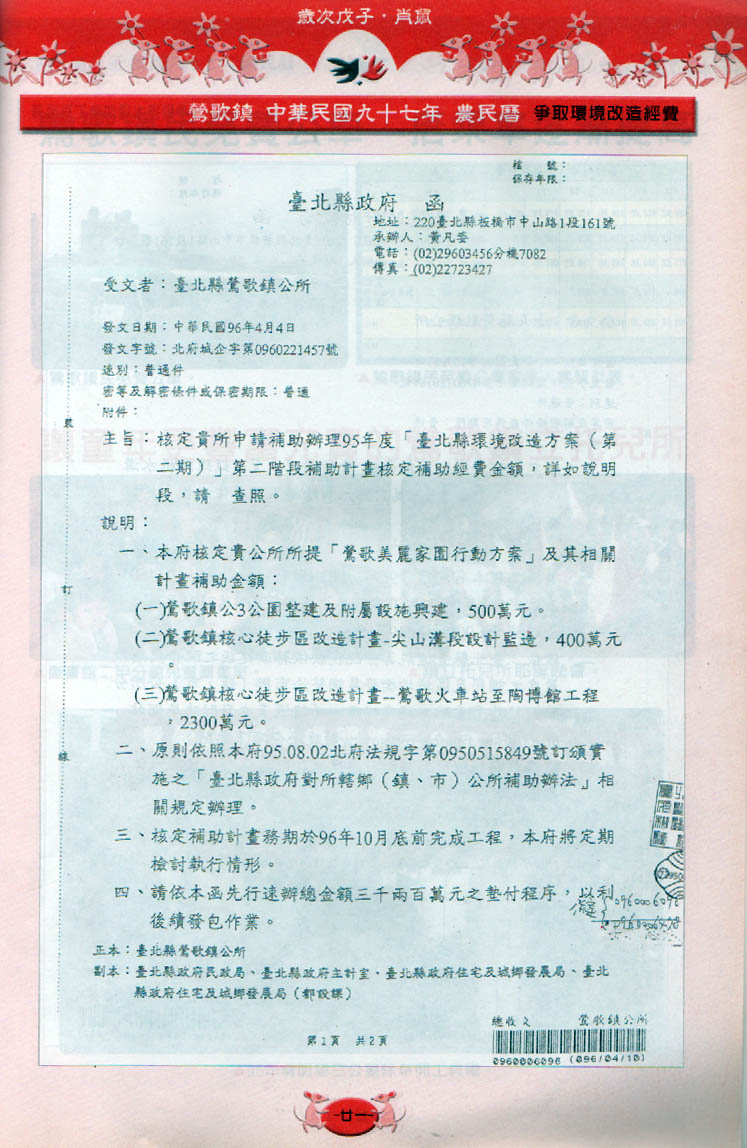 歲次戊子・肖鼠
鶯歌鎮 中華民國九十七年 農民曆 爭取環境改造經費
檔 號：
保存年限：
臺北縣政府 函
地址：220臺北縣板橋市中山路1段161號
承辦人：黃凡委
電話：(02)29603456分機7082
傳真：(02)22723427
受文者：臺北縣鶯歌鎮公所
發文日期：中華民國96年4月4日
發文字號：北府城企字第0960221457號
速別：普通件
密等及解密條件或保密期限：普通
附件：
裝
主旨：核定貴所申請補助辦理95年度「臺北縣環境改造方案（第
二期）」第二階段補助計畫核定補助經費金額，詳如說明
段，請 查照。
說明：
一、本府核定貴公所所提「鶯歌美麗家園行動方案」及其相關
計畫補助金額：
訂
(一)鶯歌鎮公3公園整建及附屬設施興建，500萬元。
(二)鶯歌鎮核心徒步區改造計畫-尖山溝段設計監造，400萬元
。
(三)鶯歌鎮核心徒步區改造計畫--鶯歌火車站至陶博館工程
，2300萬元。
線
二、原則依照本府95.08.02北府法規字第0950515849號訂頒實
施之「臺北縣政府對所轄鄉（鎮、市）公所補助辦法」相
關規定辦理。
三、核定補助計畫務期於96年10月底前完成工程，本府將定期
檢討執行情形。
四、請依本函先行速辦總金額三千兩百萬元之墊付程序，以利
後續發包作業。
0960006096
正本：臺北縣鶯歌鎮公所
副本：臺北縣政府民政局、臺北縣政府主計室、臺北縣政府住宅及城鄉發展局、臺北
縣政府住宅及城鄉發展局（都設課）
總收文 鶯歌鎮公所
第1頁 共2頁
0960006096 (096/04/10)
廿一